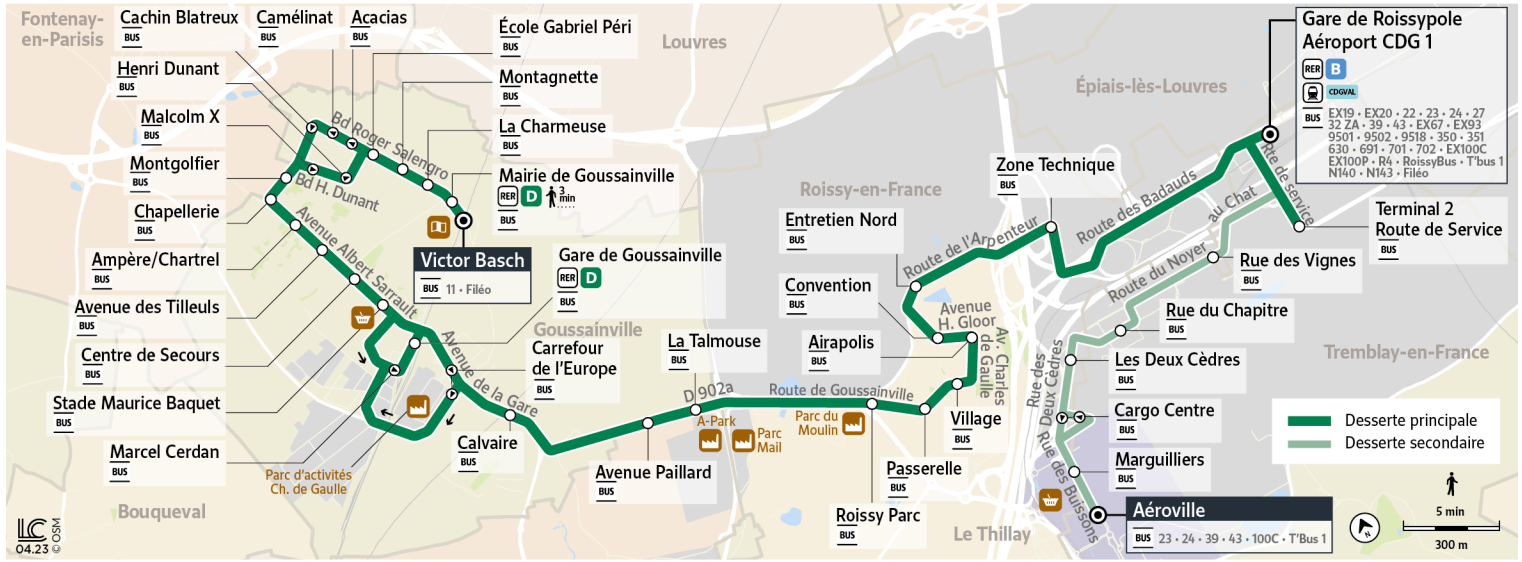 Fontenay-
en-Parisis
Cachin Blatreux
BUS
Camélinat
BUS
Acacias
BUS
École Gabriel Péri
BUS
Louvres
Henri Dunant
BUS
Montagnette
BUS
Malcolm X
BUS
La Charmeuse
BUS
Montgolfier
BUS
Mairie de Goussainville
RER D 3
min
BUS
Chapellerie
BUS
Bd Roger Salengro
Bd H. Dunant
Ampère/Chartrel
BUS
Avenue Albert Sarrault
Victor Basch
BUS 11 • Filéo
Gare de Goussainville
RER D
BUS
Avenue des Tilleuls
BUS
Goussainville
Centre de Secours
BUS
Avenue de la Gare
Carrefour
de l'Europe
BUS
Stade Maurice Baquet
BUS
Marcel Cerdan
BUS
Calvaire
BUS
Parc d'activités
Ch. de Gaulle
Bouqueval
LC
04.23
© OSM
La Talmouse
BUS
D 902a
A-Park
Parc
Mail
Avenue Paillard
BUS
Route de Goussainville
Parc du
Moulin
Roissy Parc
BUS
Passerelle
BUS
Village
BUS
Airapolis
BUS
Convention
BUS
Avenue
H. Gloor
Av. Charles
de Gaulle
Entretien Nord
BUS
Roissy-en-France
Route de l'Arpenteur
Zone Technique
BUS
Route des Badauds
Épiais-lès-Louvres
Gare de Roissypole
Aéroport CDG 1
RER B
CDGVAL
BUS EX19 • EX20 • 22 • 23 • 24 • 27
32 ZA • 39 • 43 • EX67 • EX93
9501 • 9502 • 9518 • 350 • 351
630 • 691 • 701 • 702 • EX100C
EX100P • R4 • RoissyBus • T'bus 1
N140 • N143 • Filéo
Rte de service
Terminal 2
Route de Service
BUS
Route du Noyer
au Chat
Rue des Vignes
BUS
Rue du Chapitre
BUS
Les Deux Cèdres
BUS
Rue des
Deux Cèdres
Tremblay-en-France
Cargo Centre
BUS
Rue des Buissons
Marguilliers
BUS
Le Thillay
Aéroville
BUS 23 • 24 • 39 • 43 • 100C • T'Bus 1
Desserte principale
Desserte secondaire
N
5 min
300 m